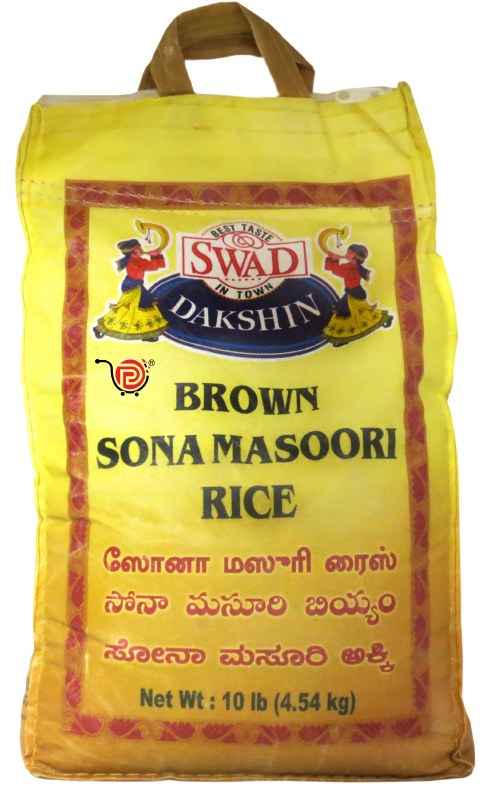 BEST TASTE
SWAD
IN TOWN
DAKSHIN
®
BROWN
SONA MASOORI
RICE
ஸோனா மஸூரி ரைஸ்
సోనా మసూరి బియ్యం
ಸೋನಾ ಮಸೂರಿ ಅಕ್ಕಿ
Net Wt : 10 lb (4.54 kg)